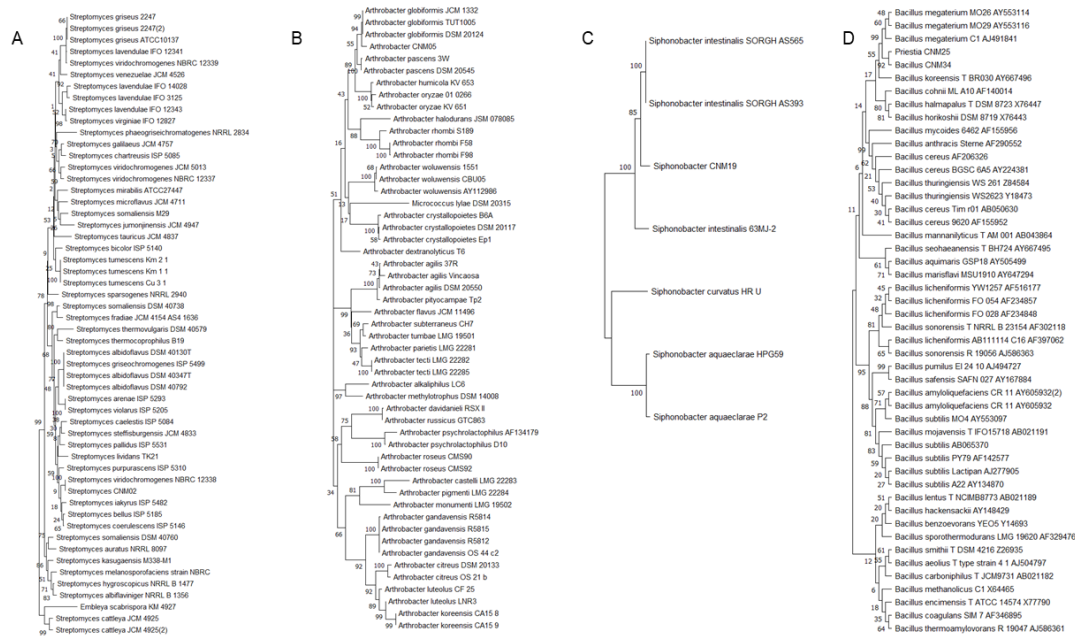 A
Streptomyces griseus 2247
Streptomyces griseus 2247(2)
Streptomyces griseus ATCC10137
Streptomyces lavendulae IFO 12341
Streptomyces viridochromogenes NBRC 12339
Streptomyces venezuelae JCM 4526
Streptomyces lavendulae IFO 14028
Streptomyces lavendulae IFO 3125
Streptomyces lavendulae IFO 12343
Streptomyces virginiae IFO 12827
Streptomyces phaeogriseichromatogenes NRRL 2834
Streptomyces galilaeus JCM 4757
Streptomyces chartreusis ISP 5085
Streptomyces viridochromogenes JCM 5013
Streptomyces viridochromogenes NBRC 12337
Streptomyces mirabilis ATCC27447
Streptomyces microflavus JCM 4711
Streptomyces somaliensis M29
Streptomyces jumonjinensis JCM 4947
Streptomyces tauricus JCM 4837
Streptomyces bicolor ISP 5140
Streptomyces tumescens Km 2 1
Streptomyces tumescens Km 1 1
Streptomyces tumescens Cu 3 1
Streptomyces sparsogenes NRRL 2940
Streptomyces somaliensis DSM 40738
Streptomyces fradiae JCM 4154 AS4 1636
Streptomyces thermovulgaris DSM 40579
Streptomyces thermocoprophilus B19
Streptomyces albidoflavus DSM 40130T
Streptomyces griseochromogenes ISP 5499
Streptomyces albidoflavus DSM 40347T
Streptomyces albidoflavus DSM 40792
Streptomyces arenae ISP 5293
Streptomyces violarus ISP 5205
Streptomyces caelestis ISP 5084
Streptomyces steffisburgensis JCM 4833
Streptomyces pallidus ISP 5531
Streptomyces lividans TK21
Streptomyces purpurascens ISP 5310
Streptomyces viridochromogenes NBRC 12338
Streptomyces CNM02
Streptomyces iakyrus ISP 5482
Streptomyces bellus ISP 5185
Streptomyces coerulescens ISP 5146
Streptomyces somaliensis DSM 40760
Streptomyces auratus NRRL 8097
Streptomyces kasugaensis M338-M1
Streptomyces melanosporofaciens strain NBRC
Streptomyces hygroscopicus NRRL B 1477
Streptomyces albiflaviniger NRRL B 1356
Embleya scabrispora KM 4927
Streptomyces cattleya JCM 4925
Streptomyces cattleya JCM 4925(2)
B
Arthrobacter globiformis JCM 1332
Arthrobacter globiformis TUT1005
Arthrobacter globiformis DSM 20124
Arthrobacter CNM05
Arthrobacter pascens 3W
Arthrobacter pascens DSM 20545
Arthrobacter humicola KV 653
Arthrobacter oryzae 01 0266
Arthrobacter oryzae KV 651
Arthrobacter halodurans JSM 078085
Arthrobacter rhombi S189
Arthrobacter rhombi F58
Arthrobacter rhombi F98
Arthrobacter woluwensis 1551
Arthrobacter woluwensis CBU05
Arthrobacter woluwensis AY112986
Micrococcus lylae DSM 20315
Arthrobacter crystallopoietes B6A
Arthrobacter crystallopoietes DSM 20117
Arthrobacter crystallopoietes Ep1
Arthrobacter dextranolyticus T6
Arthrobacter agilis 37R
Arthrobacter agilis Vincaosa
Arthrobacter agilis DSM 20550
Arthrobacter pityocampae Tp2
Arthrobacter flavus JCM 11496
Arthrobacter subterraneus CH7
Arthrobacter tumbae LMG 19501
Arthrobacter parietis LMG 22281
Arthrobacter tecti LMG 22282
Arthrobacter tecti LMG 22285
Arthrobacter alkaliphilus LC6
Arthrobacter methylotrophus DSM 14008
Arthrobacter davidanieli RSX II
Arthrobacter russicus GTC863
Arthrobacter psychrolactophilus AF134179
Arthrobacter psychrolactophilus D10
Arthrobacter roseus CMS90
Arthrobacter roseus CMS92
Arthrobacter castelli LMG 22283
Arthrobacter pigmenti LMG 22284
Arthrobacter monumenti LMG 19502
Arthrobacter gandavensis R5814
Arthrobacter gandavensis R5815
Arthrobacter gandavensis R5812
Arthrobacter gandavensis OS 44 c2
Arthrobacter citreus DSM 20133
Arthrobacter citreus OS 21 b
Arthrobacter luteolus CF 25
Arthrobacter luteolus LNR3
Arthrobacter koreensis CA15 8
Arthrobacter koreensis CA15 9
C
Siphonobacter intestinalis SORGH AS565
100
Siphonobacter intestinalis SORGH AS393
85
100
Siphonobacter CNM19
Siphonobacter intestinalis 63MJ-2
Siphonobacter curvatus HR U
Siphonobacter aquaeclarae HPG59
100
Siphonobacter aquaeclarae P2
D
Bacillus megaterium MO26 AY553114
Bacillus megaterium MO29 AY553116
Bacillus megaterium C1 AJ491841
Priestia CNM25
Bacillus CNM34
Bacillus koreensis T BR030 AY667496
Bacillus cohnii ML A10 AF140014
Bacillus halmapalus T DSM 8723 X76447
Bacillus horikoshii DSM 8719 X76443
Bacillus mycoides 6462 AF155956
Bacillus anthracis Sterne AF290552
Bacillus cereus AF206326
Bacillus cereus BGSC 6A5 AY224381
Bacillus thuringiensis WS 261 Z84584
Bacillus thuringiensis WS2623 Y18473
Bacillus cereus Tim r01 AB050630
Bacillus cereus 9620 AF155952
Bacillus mannanilyticus T AM 001 AB043864
Bacillus seohaeanensis T BH724 AY667495
Bacillus aquimaris GSP18 AY505499
Bacillus marisflavi MSU1910 AY647294
Bacillus licheniformis YW1257 AF516177
Bacillus licheniformis FO 054 AF234857
Bacillus licheniformis FO 028 AF234848
Bacillus sonorensis T NRRL B 23154 AF302118
Bacillus licheniformis AB111114 C16 AF397062
Bacillus sonorensis R 19056 AJ586363
Bacillus pumilus EI 24 10 AJ494727
Bacillus safensis SAFN 027 AY167884
Bacillus amyloliquefaciens CR 11 AY605932(2)
Bacillus amyloliquefaciens CR 11 AY605932
Bacillus subtilis MO4 AY553097
Bacillus mojavensis T IFO15718 AB021191
Bacillus subtilis AB065370
Bacillus subtilis PY79 AF142577
Bacillus subtilis Lactipan AJ277905
Bacillus subtilis A22 AY134870
Bacillus lentus T NCIMB8773 AB021189
Bacillus hackensackii AY148429
Bacillus benzoevorans YEO5 Y14693
Bacillus sporothermodurans LMG 19620 AF329476
Bacillus smithii T DSM 4216 Z26935
Bacillus aeolius T type strain 4 1 AJ504797
Bacillus carboniphilus T JCM9731 AB021182
Bacillus methanolicus C1 X64465
Bacillus encimensis T ATCC 14574 X77790
Bacillus coagulans SIM 7 AF346895
Bacillus thermoamylovorans R 19047 AJ586361